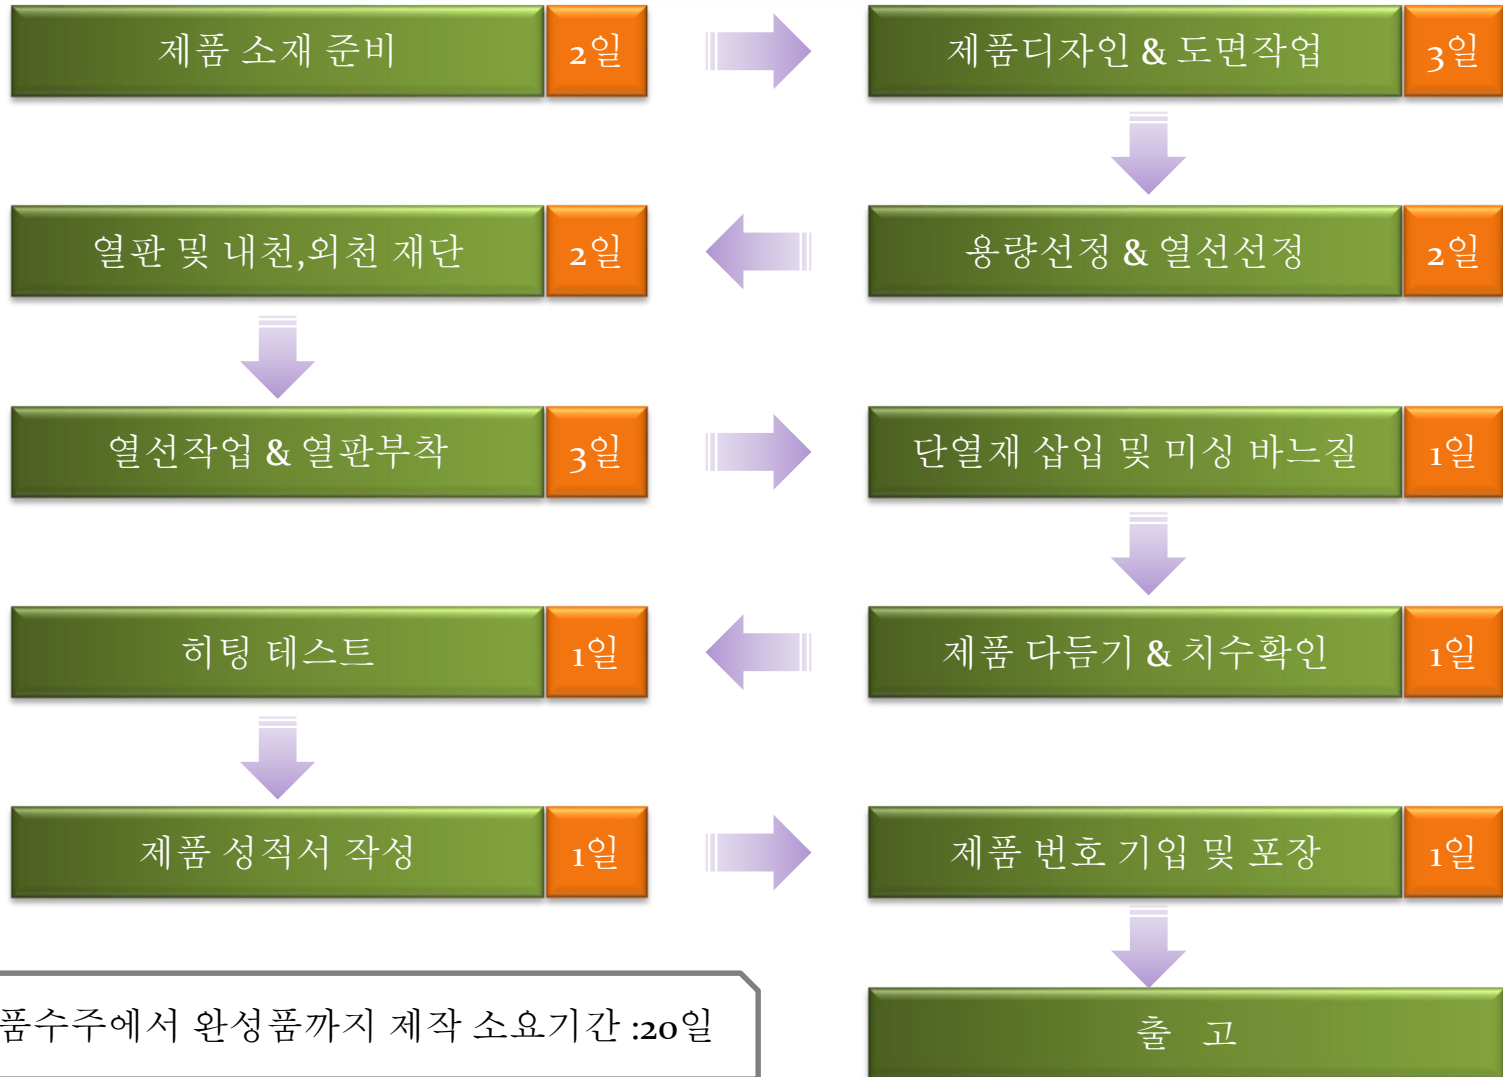 제품 소재 준비 2일
제품디자인 & 도면작업 3일
열판 및 내천,외천 재단 2일
용량선정 & 열선선정 2일
열선작업 & 열판부착 3일
단열재 삽입 및 미싱 바느질 1일
히팅 테스트 1일
제품 다듬기 & 치수확인 1일
제품 성적서 작성 1일
제품 번호 기입 및 포장 1일
품수주에서 완성품까지 제작 소요기간 :20일
출 고